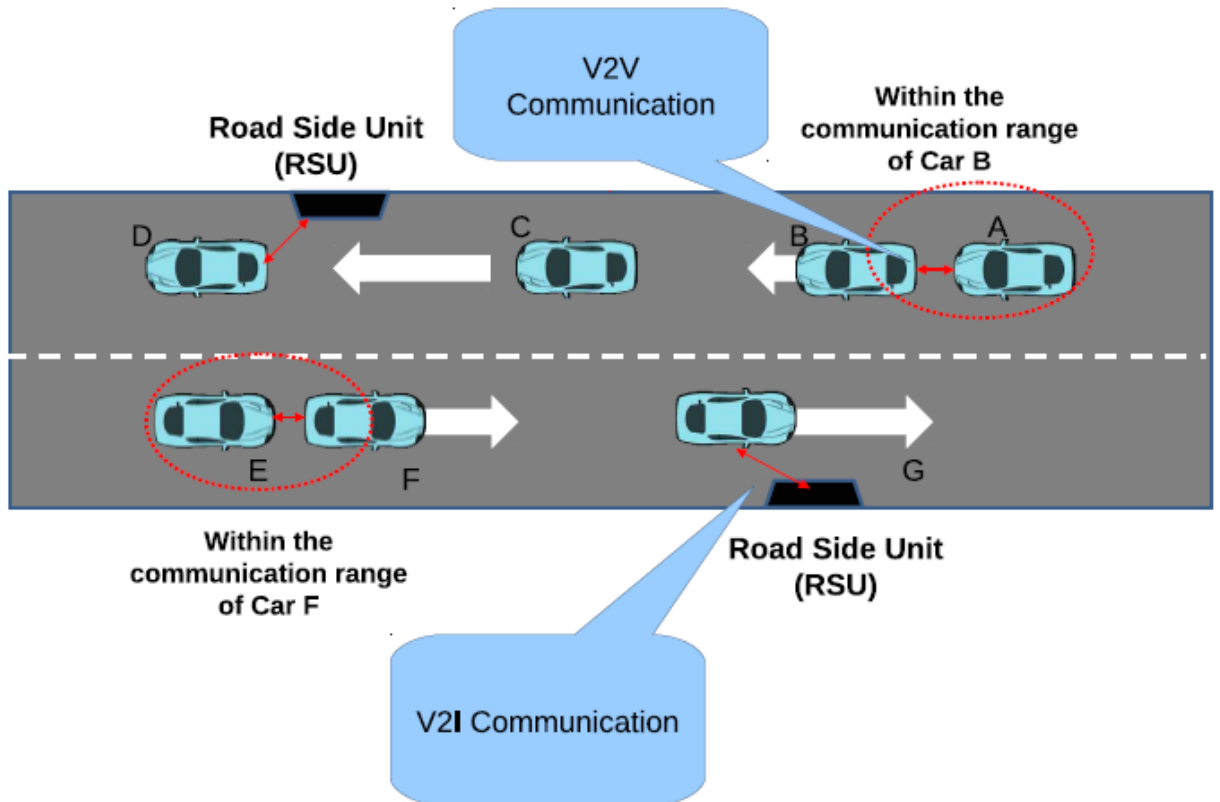 V2V
Communication
Within the
communication range
of Car B
Road Side Unit
(RSU)
D
C
B
A
E
F
G
Within the
communication range
of Car F
Road Side Unit
(RSU)
V2I Communication